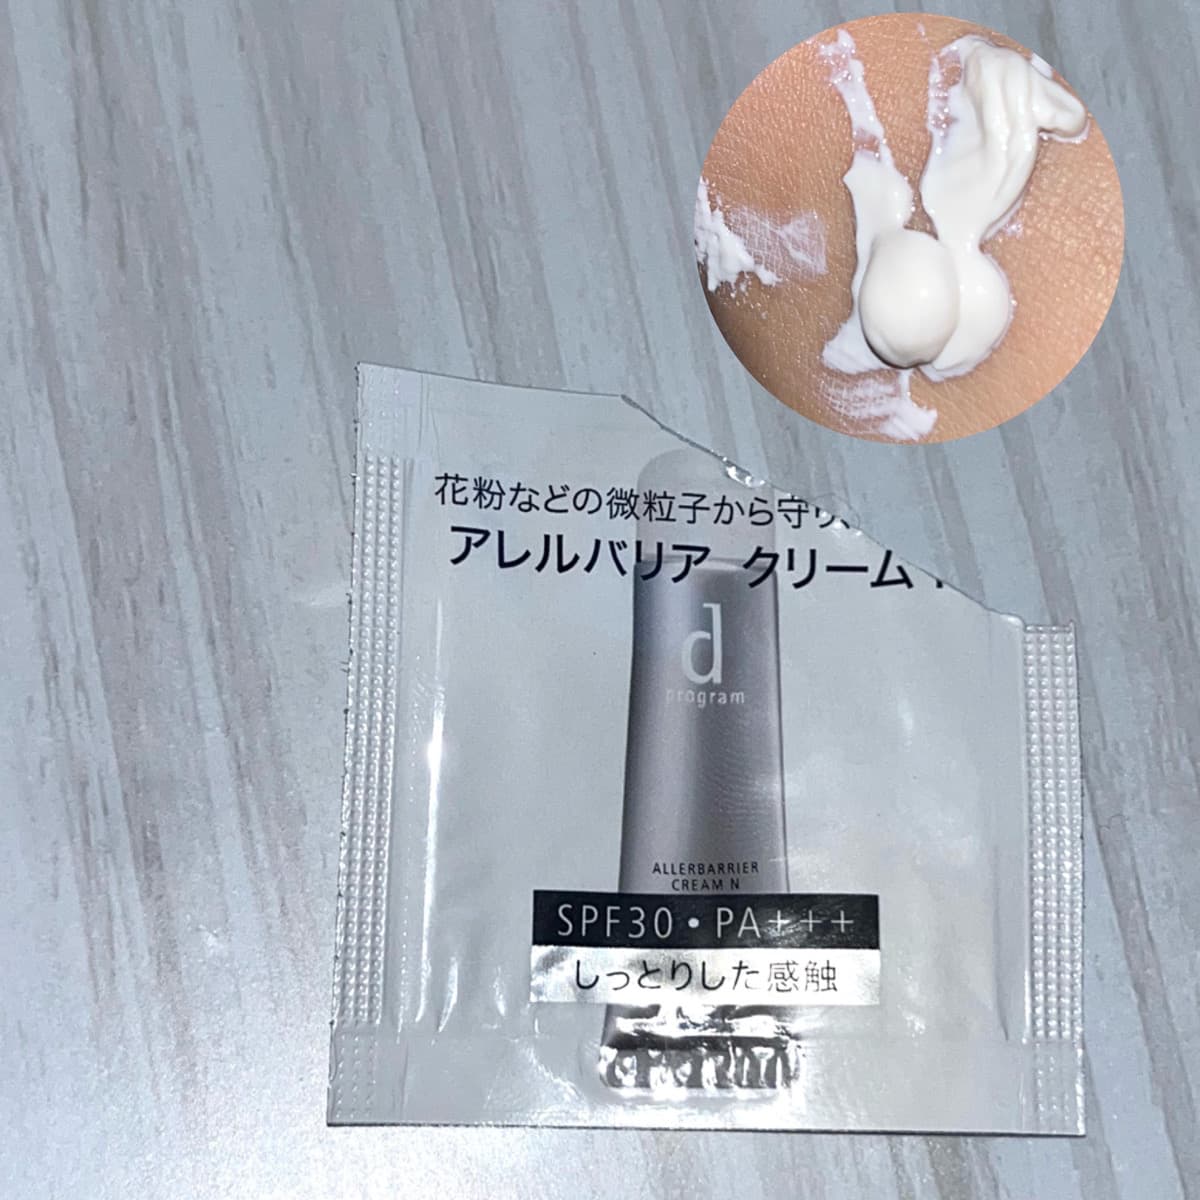 花粉などの微粒子から守り、
アレルバリア クリーム
d
program
ALLERBARRIER
CREAM N
SPF30・PA+++
しっとりした感触